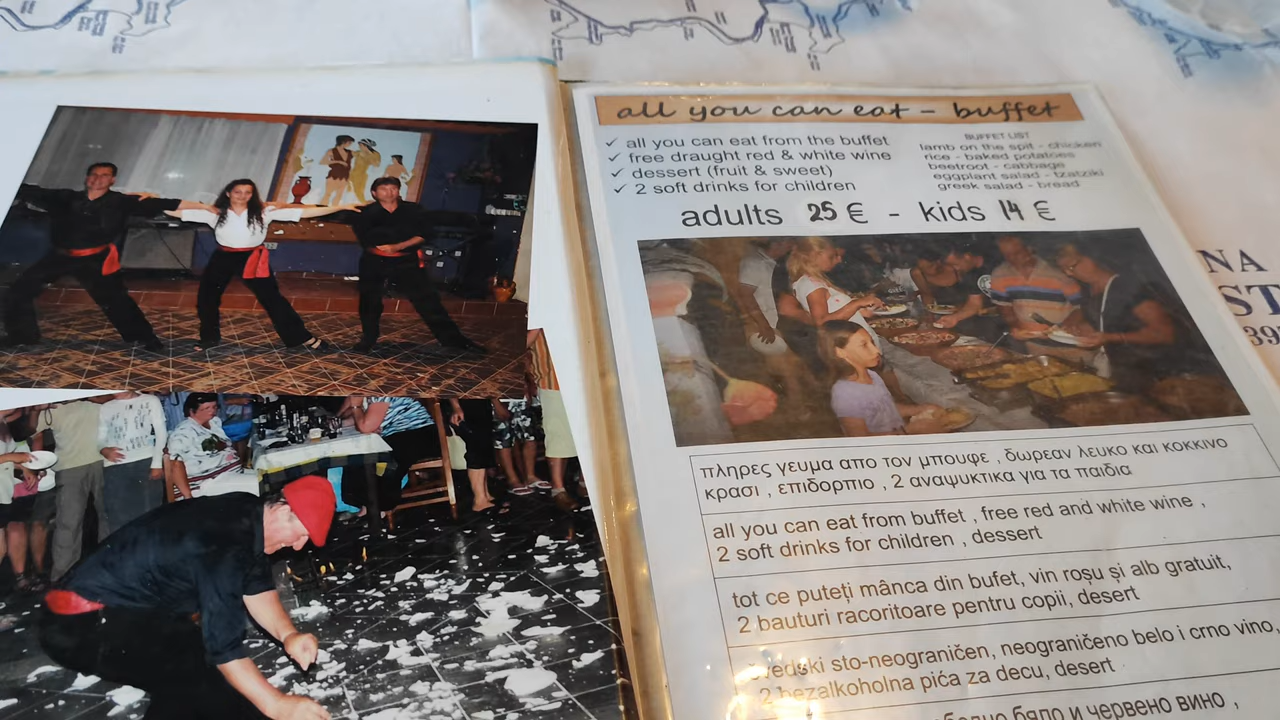 all you can eat - buffet
✓ all you can eat from the buffet
✓ free draught red & white wine
✓ dessert (fruit & sweet)
✓ 2 soft drinks for children
BUFFET LIST
lamb on the spit - chicken
rice - baked potatoes
beetroot - cabbage
eggplant salad - tzatziki
greek salad - bread
adults 25 € - kids 14 €
πληρες γευμα απο τον μπουφε , δωρεαν λευκο και κοκκινο
κρασι , επιδορπιο , 2 αναψυκτικα για τα παιδια
all you can eat from buffet , free red and white wine ,
2 soft drinks for children , dessert
tot ce puteți mânca din bufet, vin roșu și alb gratuit,
2 bauturi racoritoare pentru copii, desert
sto-neograničen, neograničeno belo i crno vino,
2 bezalkoholna pića za decu, desert
бяло и червено вино ,
NA
ST
39